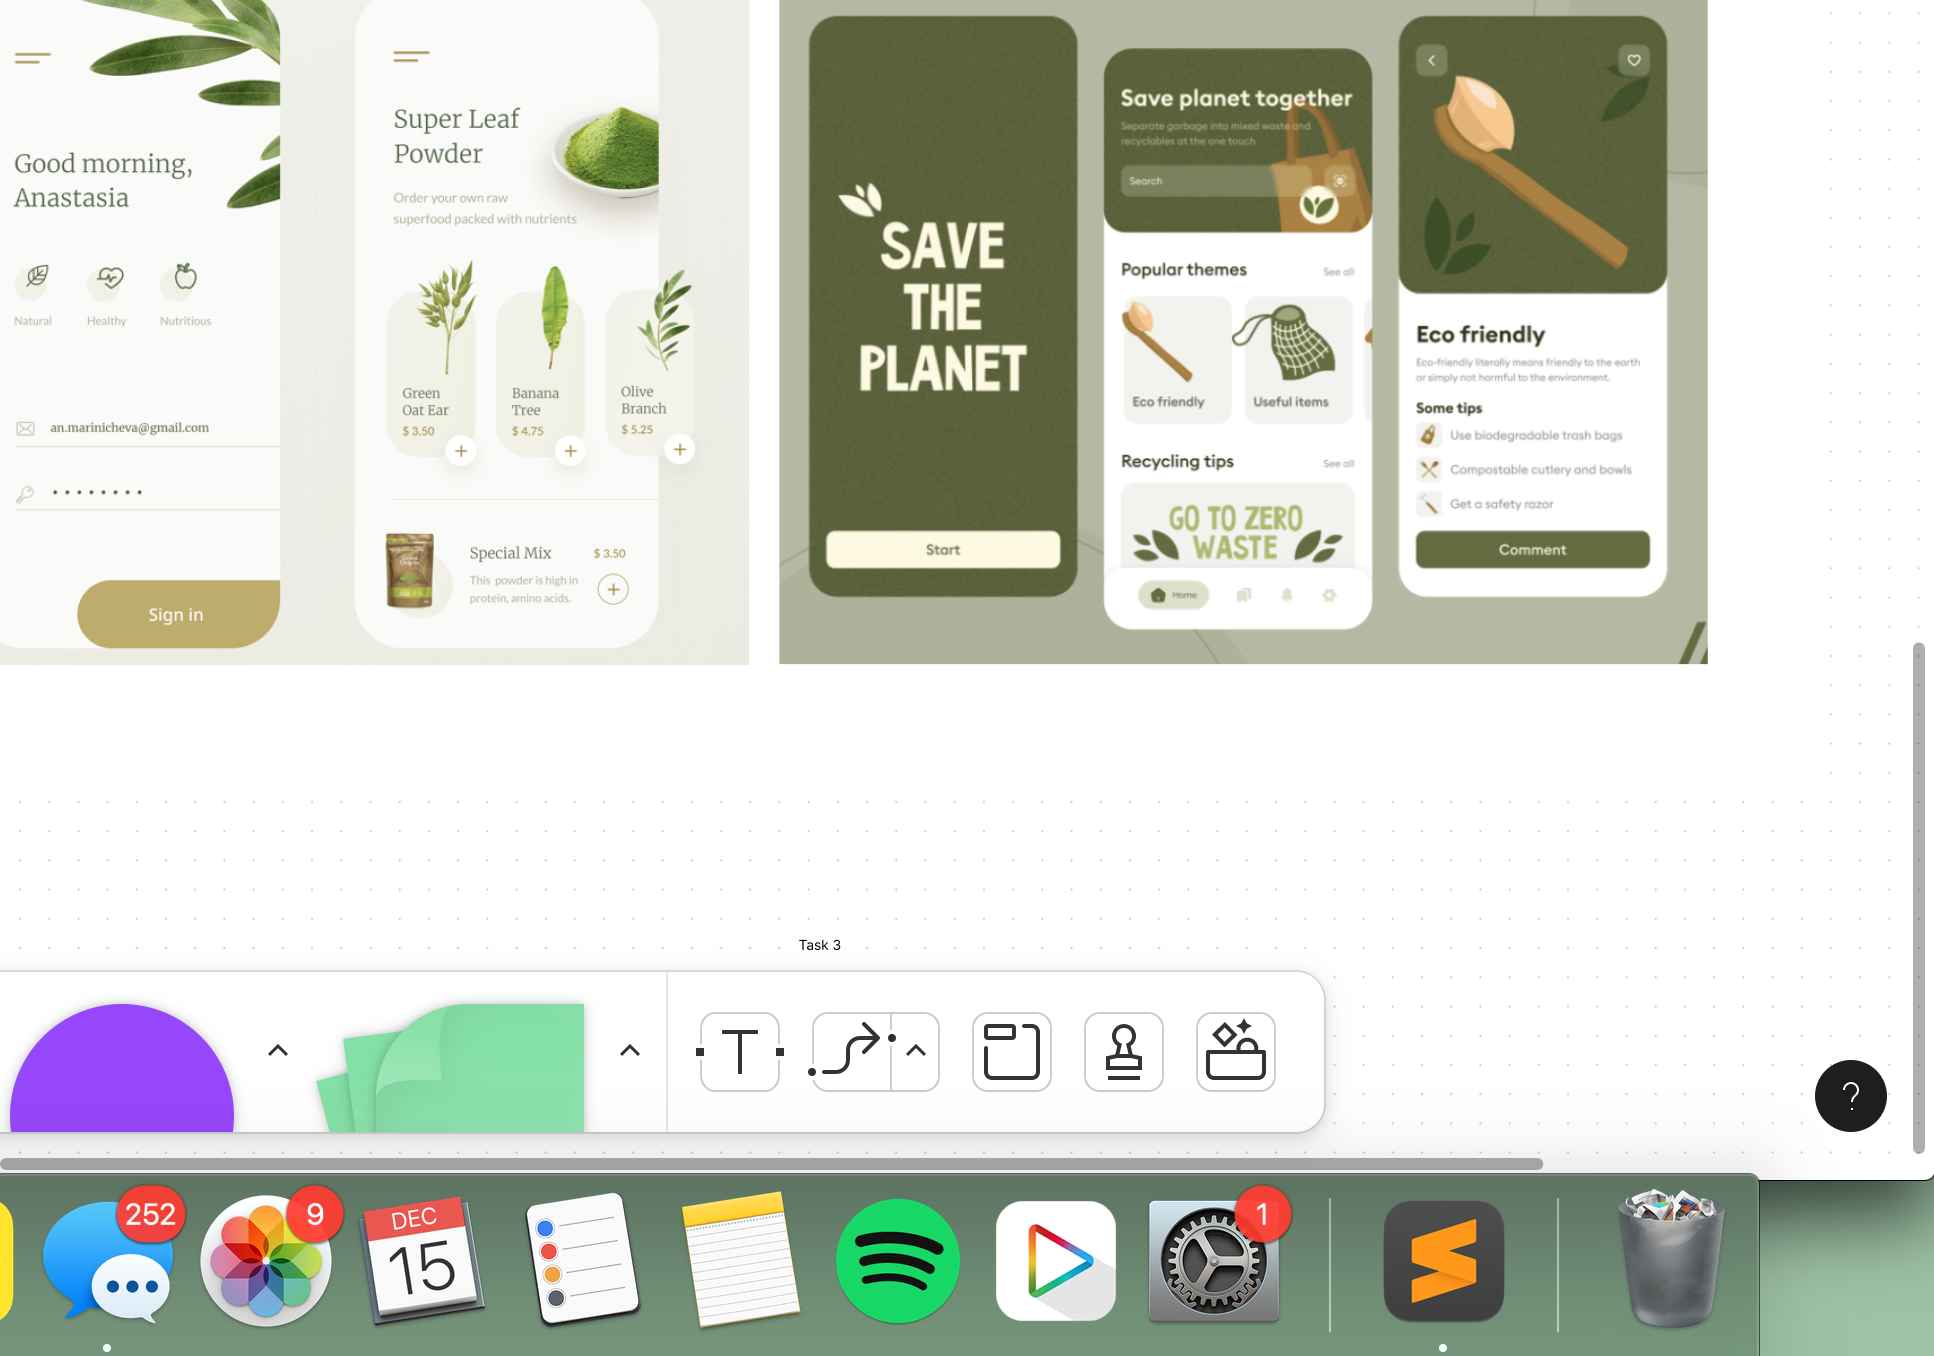 Good morning,
Anastasia
Natural
Healthy
Nutritious
an.marinicheva@gmail.com
Sign in
Super Leaf
Powder
Order your own raw
superfood packed with nutrients
Green
Oat Ear
$ 3.50
Banana
Tree
$ 4.75
Olive
Branch
$ 5.25
Special Mix
$ 3.50
This powder is high in
protein, amino acids.
SAVE
THE
PLANET
Start
Save planet together
Separate garbage into mixed waste and
recyclables at the one touch
Search
Popular themes
See all
Eco friendly
Useful items
Recycling tips
See all
GO TO ZERO
WASTE
Home
Eco friendly
Eco-friendly literally means friendly to the earth
or simply not harmful to the environment.
Some tips
Use biodegradable trash bags
Compostable cutlery and bowls
Get a safety razor
Comment
Task 3
T
?
252
9
DEC
15
1